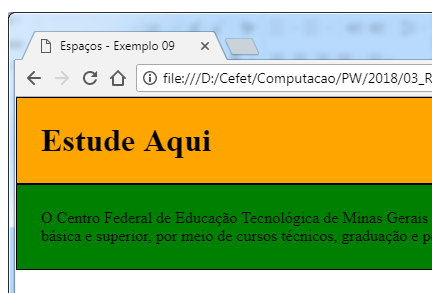 Espaços - Exemplo 09
file:///D:/Cefet/Computacao/PW/2018/03_R
Estude Aqui
O Centro Federal de Educação Tecnológica de Minas Gerais
básica e superior, por meio de cursos técnicos, graduação e